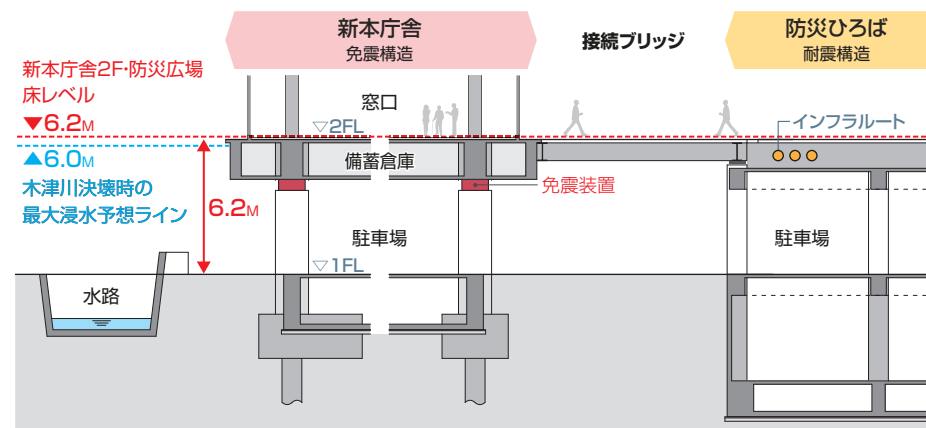 新本庁舎
免震構造
接続ブリッジ
防災ひろば
耐震構造
新本庁舎2F・防災広場
床レベル
▼6.2M
▲6.0M
木津川決壊時の
最大浸水予想ライン
6.2M
窓口
▽2FL
備蓄倉庫
免震装置
インフラルート
駐車場
▽1FL
駐車場
水路